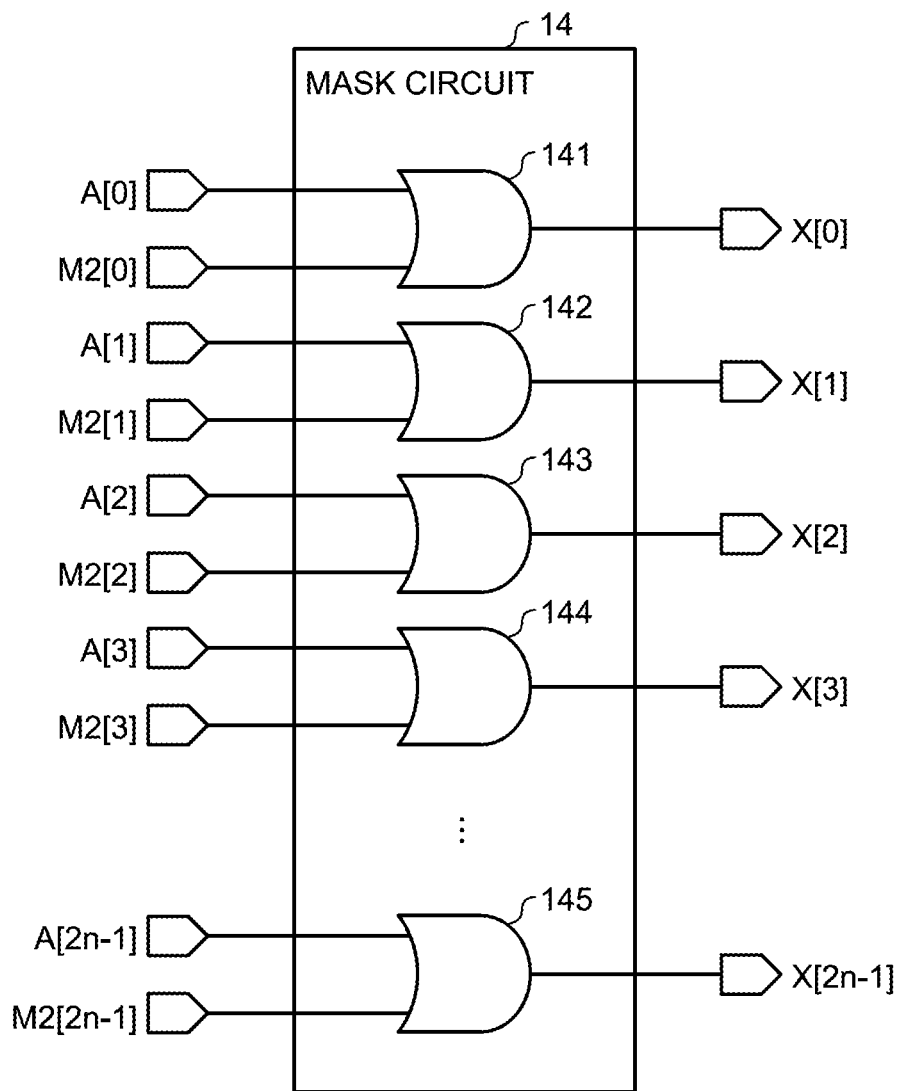 14
MASK CIRCUIT
141
A[0]
X[0]
M2[0]
142
A[1]
X[1]
M2[1]
143
A[2]
X[2]
M2[2]
144
A[3]
X[3]
M2[3]
⋮
145
A[2n-1]
X[2n-1]
M2[2n-1]